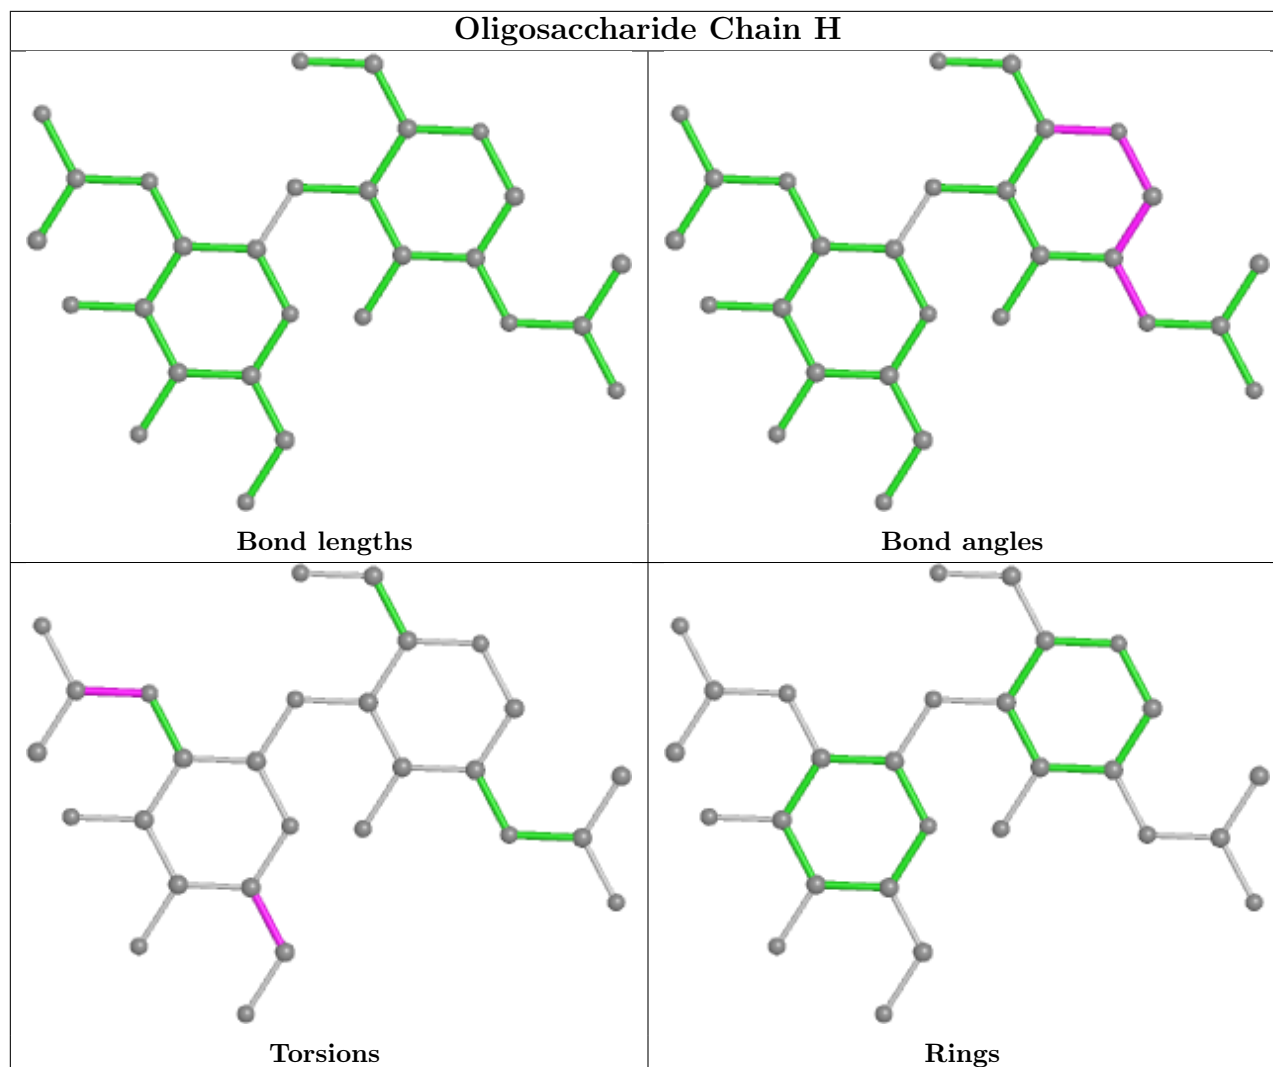 Oligosaccharide Chain H
Bond lengths
Bond angles
Torsions
Rings